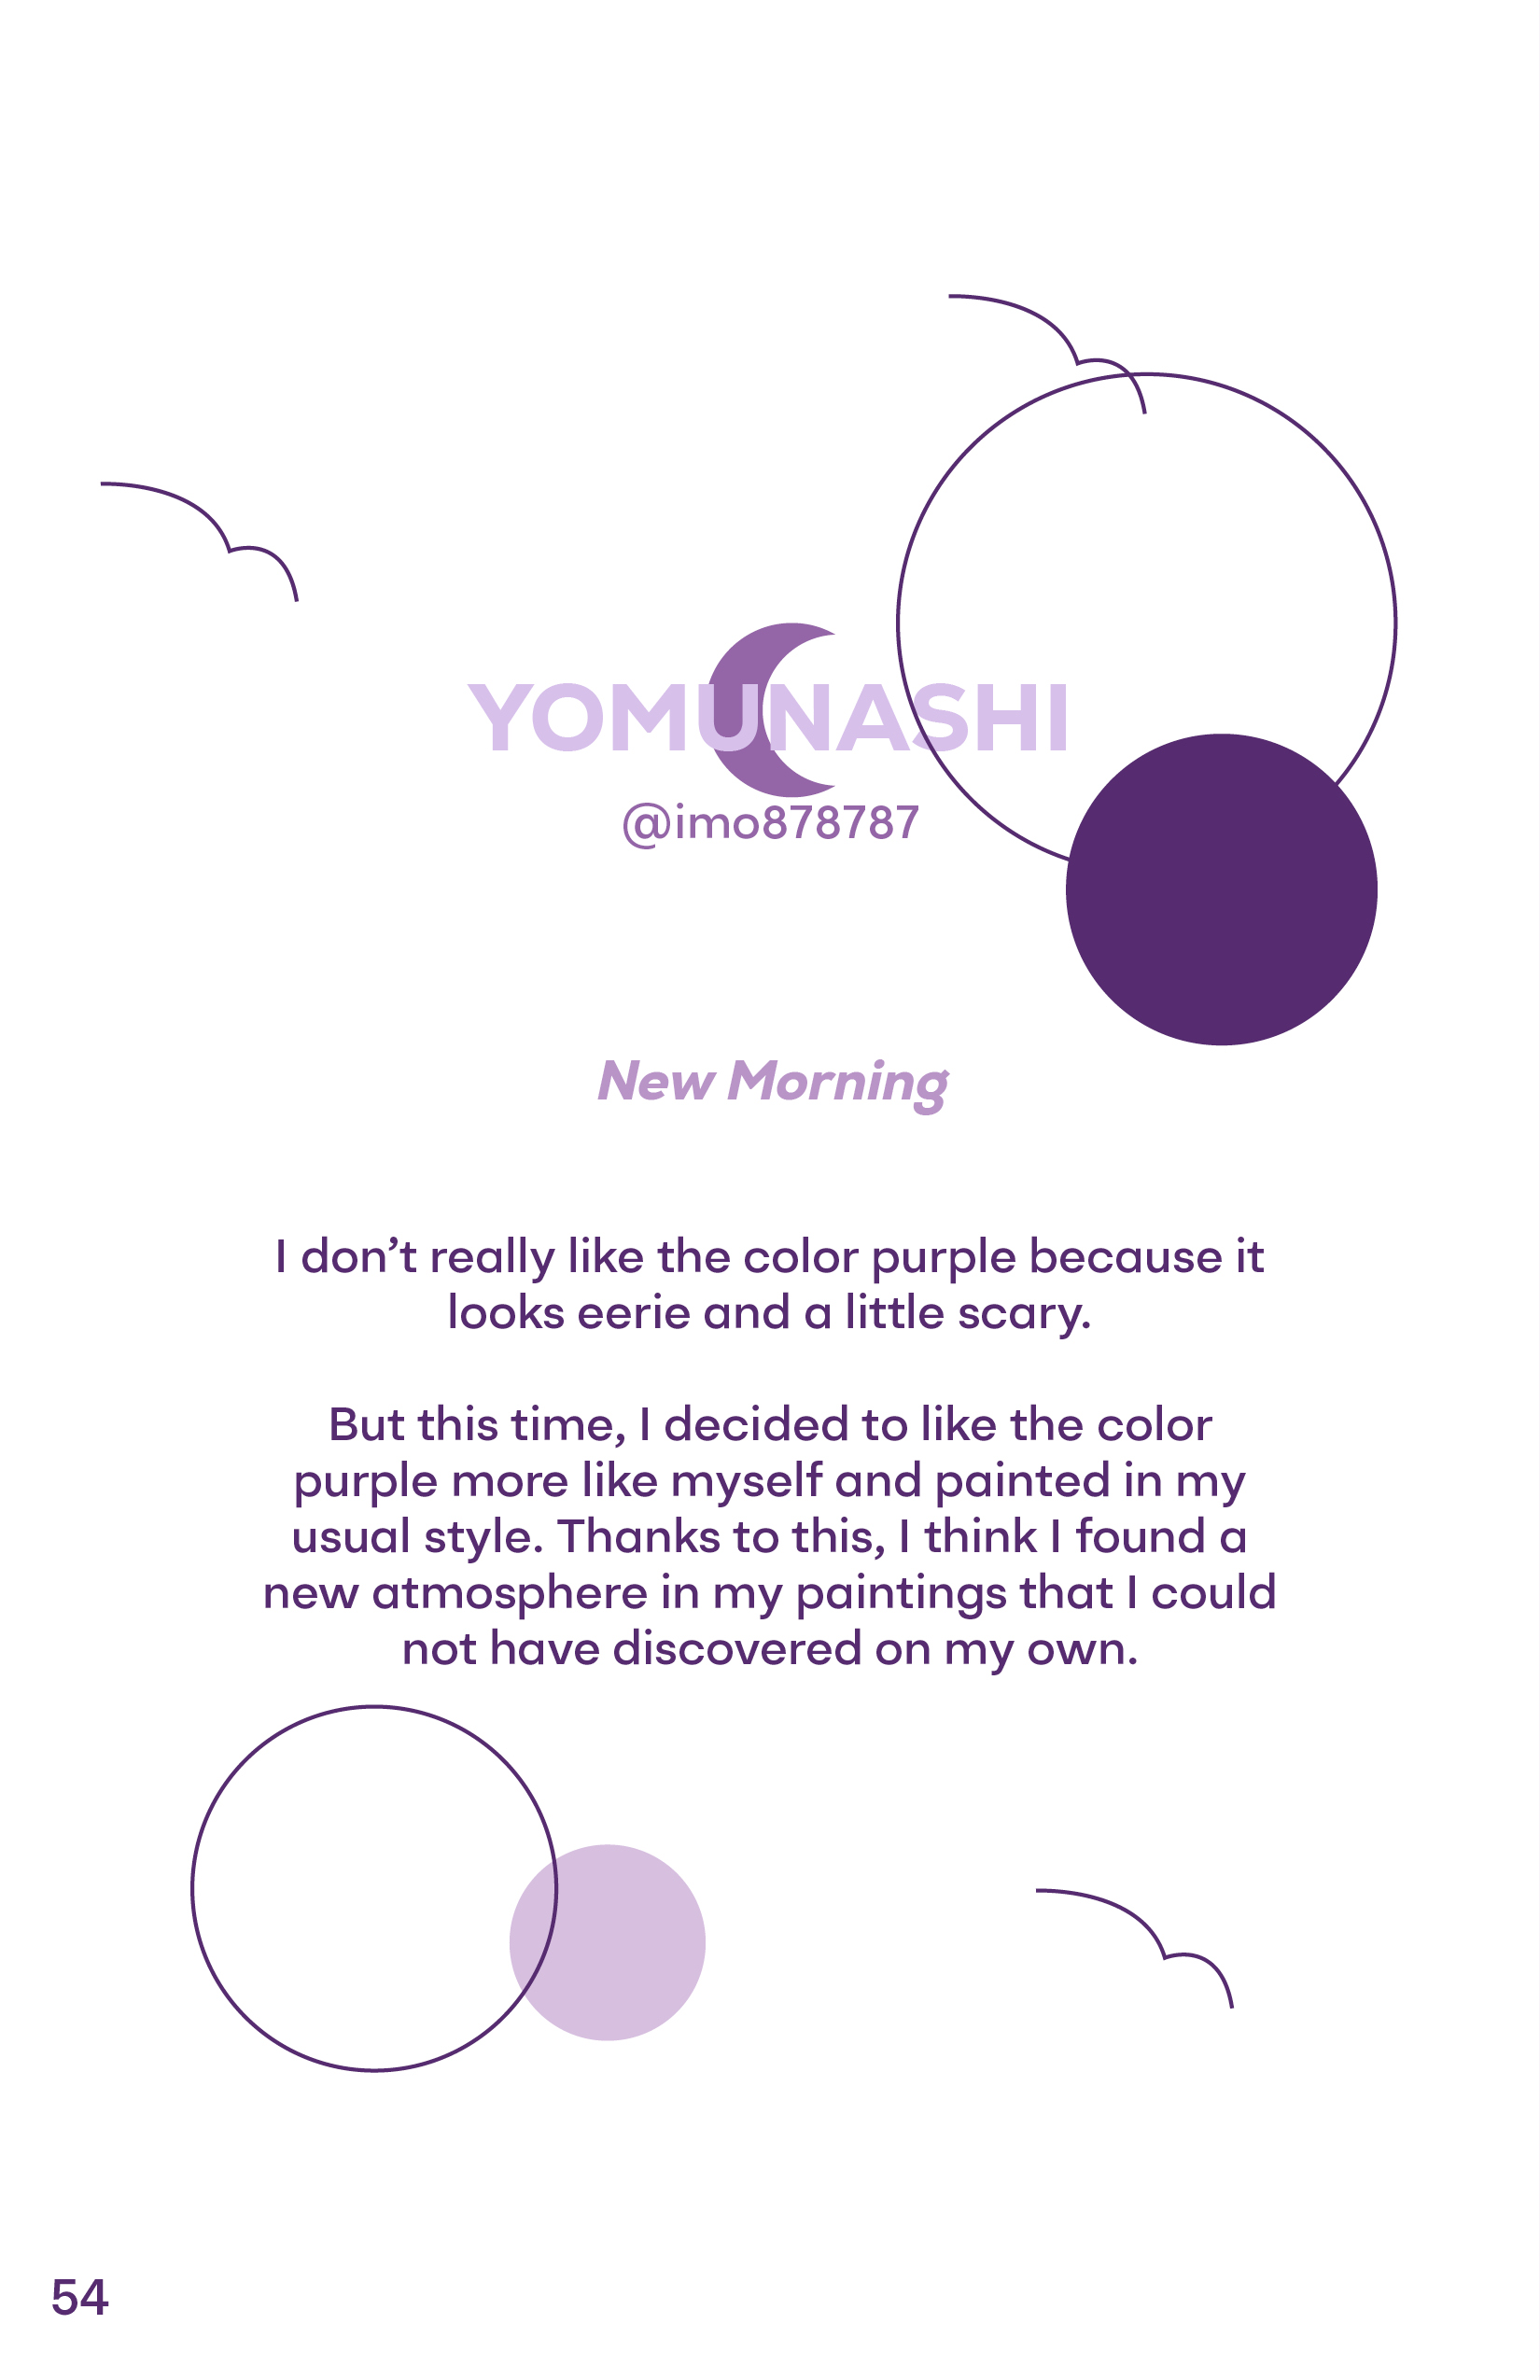 YOMUNASHI
@imo878787
New Morning
I don’t really like the color purple because it
looks eerie and a little scary.
But this time, I decided to like the color
purple more like myself and painted in my
usual style. Thanks to this, I think I found a
new atmosphere in my paintings that I could
not have discovered on my own.
54